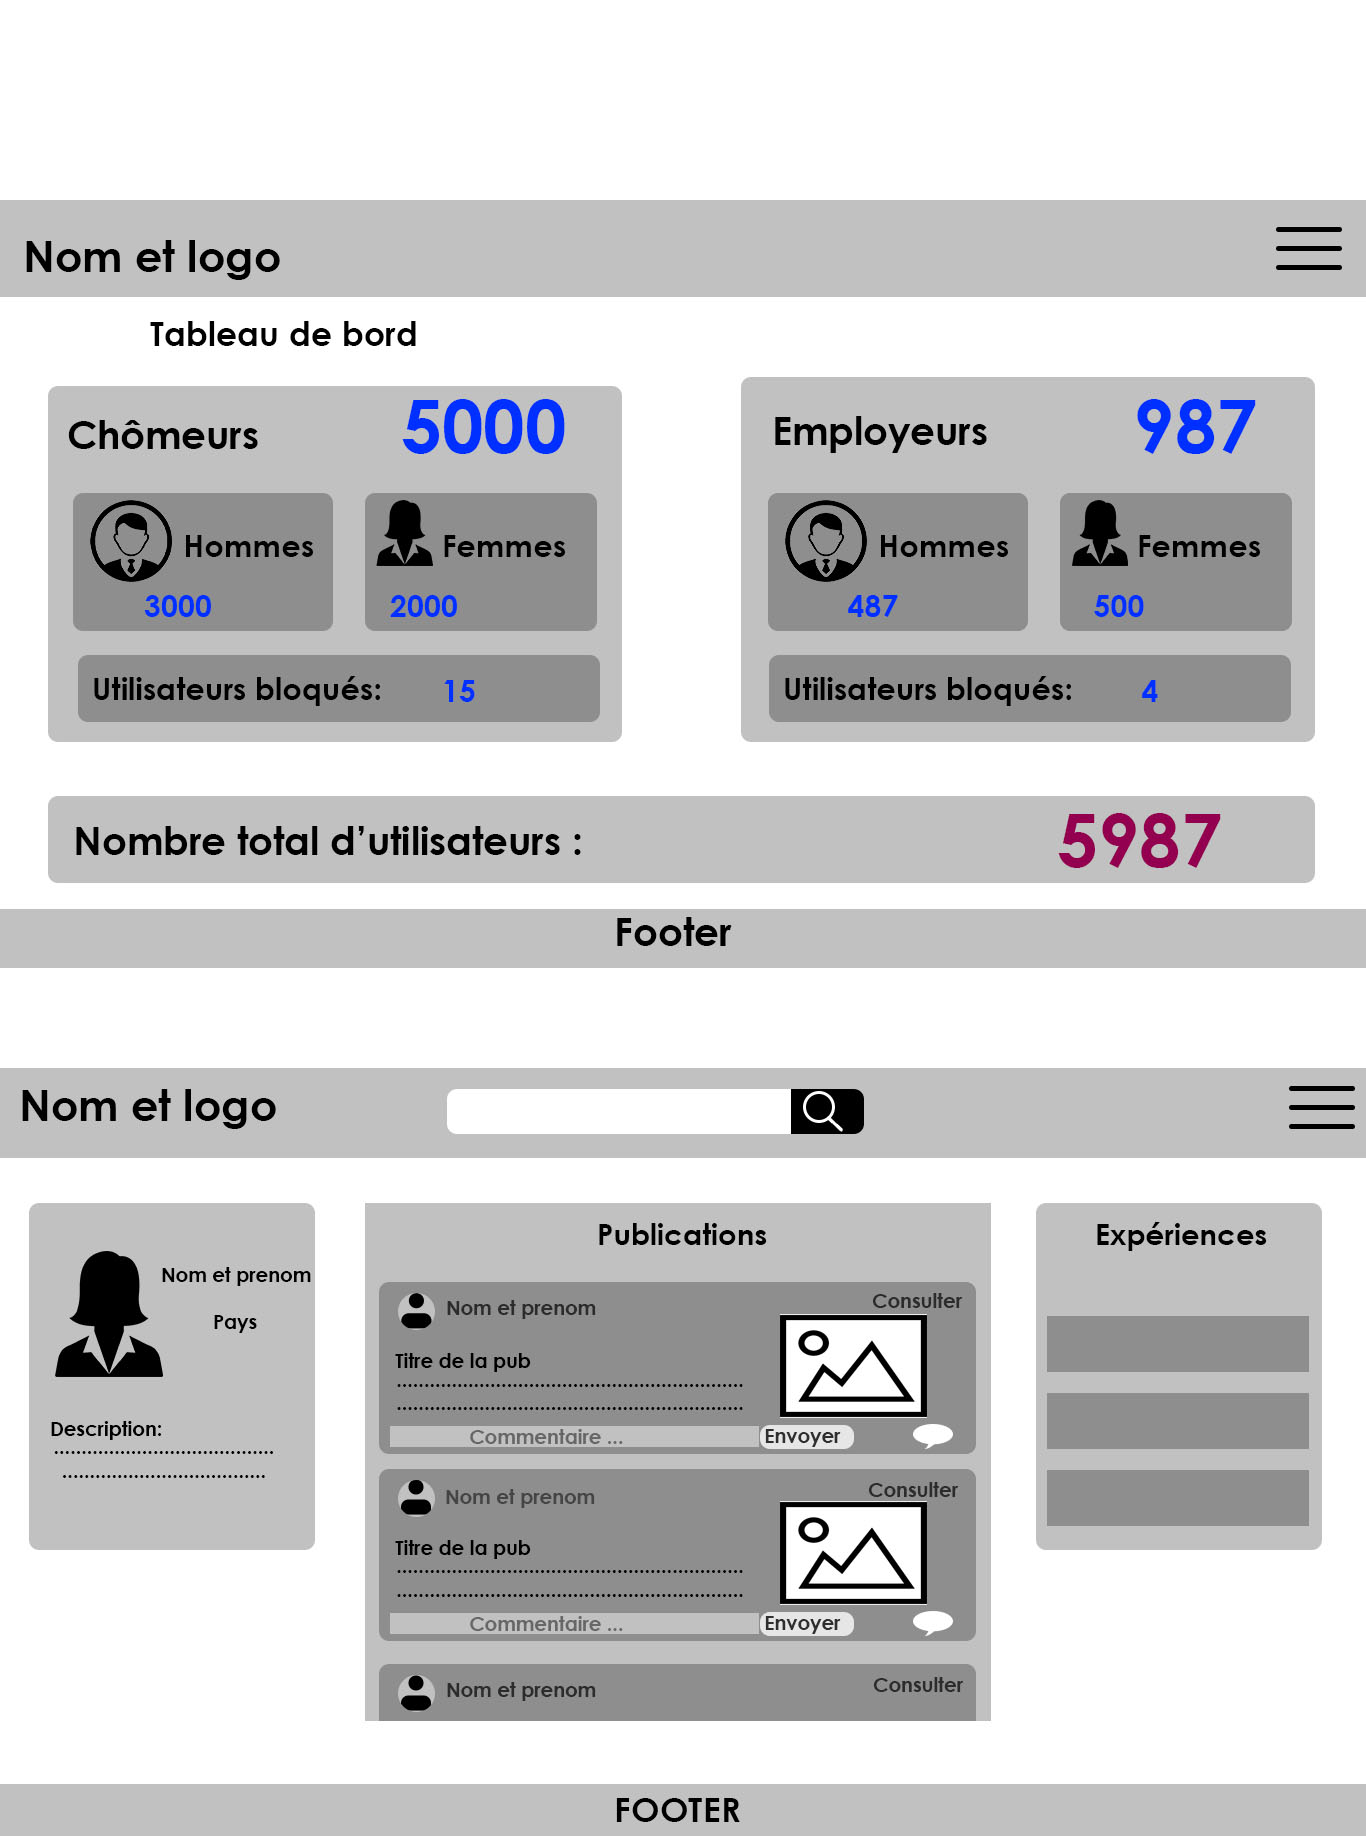 Nom et logo
Tableau de bord
Chômeurs 5000
Hommes
3000
Femmes
2000
Utilisateurs bloqués: 15
Employeurs 987
Hommes
487
Femmes
500
Utilisateurs bloqués: 4
Nombre total d’utilisateurs : 5987
Footer
Nom et logo
Nom et prenom
Pays
Description:
Publications
Nom et prenom
Consulter
Titre de la pub
Commentaire ...
Envoyer
Nom et prenom
Consulter
Titre de la pub
Commentaire ...
Envoyer
Nom et prenom
Consulter
Expériences
FOOTER